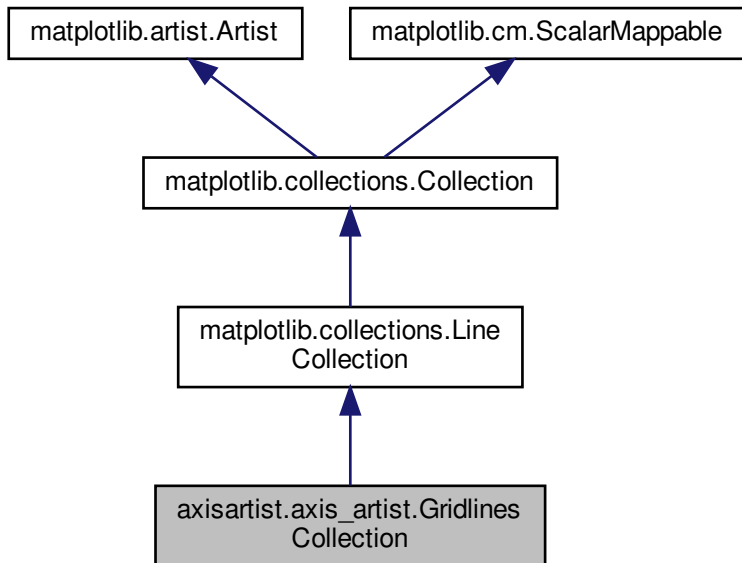 matplotlib.artist.Artist
matplotlib.cm.ScalarMappable
matplotlib.collections.Collection
matplotlib.collections.Line
Collection
axisartist.axis_artist.Gridlines
Collection